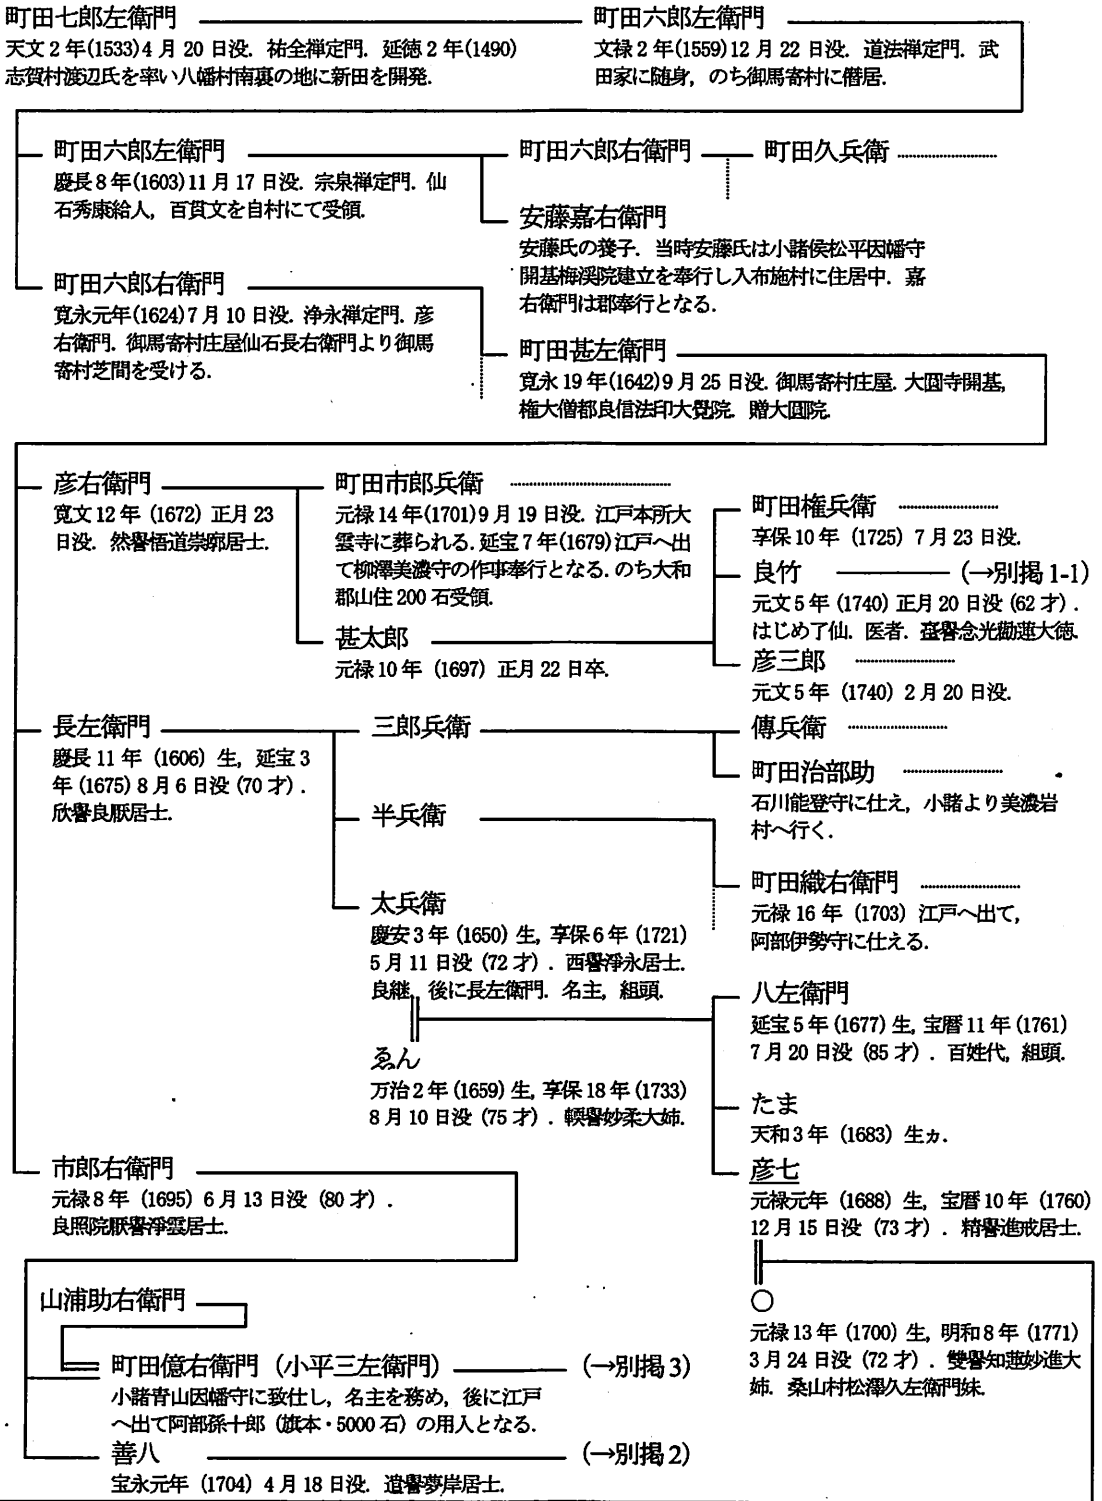 町田七郎左衛門
天文2年(1533)4月20日没. 祐全禅定門. 延徳2年(1490)
志賀村渡辺氏を率い八幡村南裏の地に新田を開発.
町田六郎左衛門
文禄2年(1559)12月22日没. 道法禅定門. 武
田家に随身, のち御馬寄村に僭居.
町田六郎左衛門
慶長8年(1603)11月17日没. 宗泉禅定門. 仙
石秀康給人, 百貫文を自村にて受領.
町田六郎右衛門
町田久兵衛
安藤嘉右衛門
安藤氏の養子. 当時安藤氏は小諸侯松平因幡守
開基梅渓院建立を奉行し入布施村に住居中. 嘉
右衛門は郡奉行となる.
町田六郎右衛門
寛永元年(1624)7月10日没. 浄永禅定門. 彦
右衛門. 御馬寄村庄屋仙石長右衛門より御馬
寄村芝間を受ける.
町田甚左衛門
寛永19年(1642)9月25日没. 御馬寄村庄屋. 大圓寺開基,
権大僧都良信法印大覺院. 贈大圓院.
彦右衛門
寛文12年 (1672) 正月23
日没. 然譽悟道崇廓居士.
町田市郎兵衛
元禄14年(1701)9月19日没. 江戸本所大
雲寺に葬られる. 延宝7年(1679)江戸へ出
て柳澤美濃守の作事奉行となる. のち大和
郡山住200石受領.
甚太郎
元禄10年 (1697) 正月22日卒.
町田権兵衛
享保10年 (1725) 7月23日没.
良竹 (→別掲1-1)
元文5年 (1740) 正月20日没 (62才) .
はじめ了仙. 医者. 譽念光勸蓮大徳.
彦三郎
元文5年 (1740) 2月20日没.
長左衛門
慶長11年 (1606) 生, 延宝3
年 (1675) 8月6日没 (70才) .
欣譽良厭居士.
三郎兵衛
傳兵衛
町田治部助
石川能登守に仕え, 小諸より美濃岩
村へ行く.
半兵衛
町田織右衛門
元禄16年 (1703) 江戸へ出て,
阿部伊勢守に仕える.
太兵衛
慶安3年 (1650) 生, 享保6年 (1721)
5月11日没 (72才) . 西譽淨永居士.
良継, 後に長左衛門. 名主, 組頭.
ゑん
万治2年 (1659) 生, 享保18年 (1733)
8月10日没 (75才) . 譽妙柔大姉.
八左衛門
延宝5年 (1677) 生, 宝暦11年 (1761)
7月20日没 (85才) . 百姓代, 組頭.
たま
天和3年 (1683) 生ヵ.
彦七
元禄元年 (1688) 生, 宝暦10年 (1760)
12月15日没 (73才) . 精譽進戒居士.
○
元禄13年 (1700) 生, 明和8年 (1771)
3月24日没 (72才) . 雙譽知蓮妙進大
姉. 桑山村松澤久左衛門妹.
市郎右衛門
元禄8年 (1695) 6月13日没 (80才) .
良照院厭譽淨雲居士.
山浦助右衛門
町田億右衛門 (小平三左衛門) (→別掲3)
小諸青山因幡守に致仕し, 名主を務め, 後に江戸
へ出て阿部孫十郎 (旗本・5000石) の用人となる.
善八 (→別掲2)
宝永元年 (1704) 4月18日没. 道譽夢岸居士.